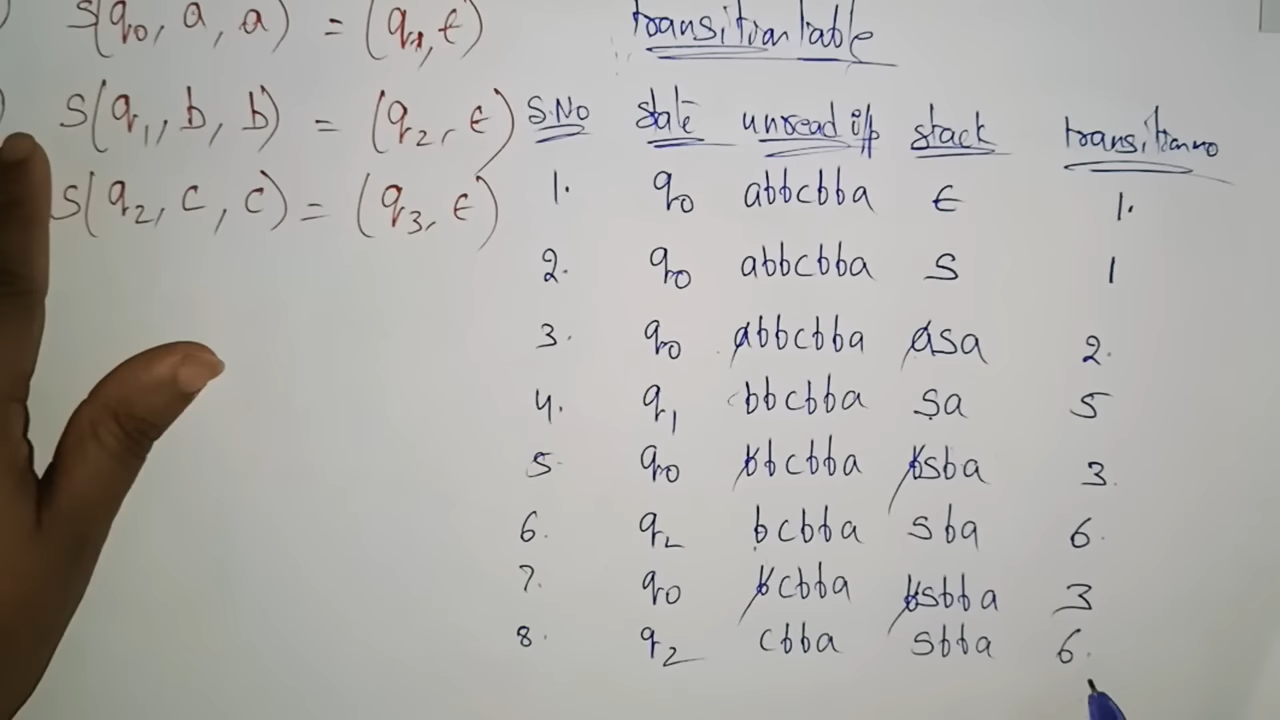 δ(q0, a, a) = (q1, ε)
δ(q1, b, b) = (q2, ε)
δ(q2, c, c) = (q3, ε)
transition Table
S.No state unread i/p stack transition no
1. q0 abbcbba ε 1.
2. q0 abbcbba S 1
3. q0 abbcbba asa 2.
4. q1 bbcbba Sa 5
5. q0 bbcbba bsba 3.
6. q2 bcbba Sba 6.
7. q0 bcbba bsbba 3
8. q2 cbba Sbba 6.